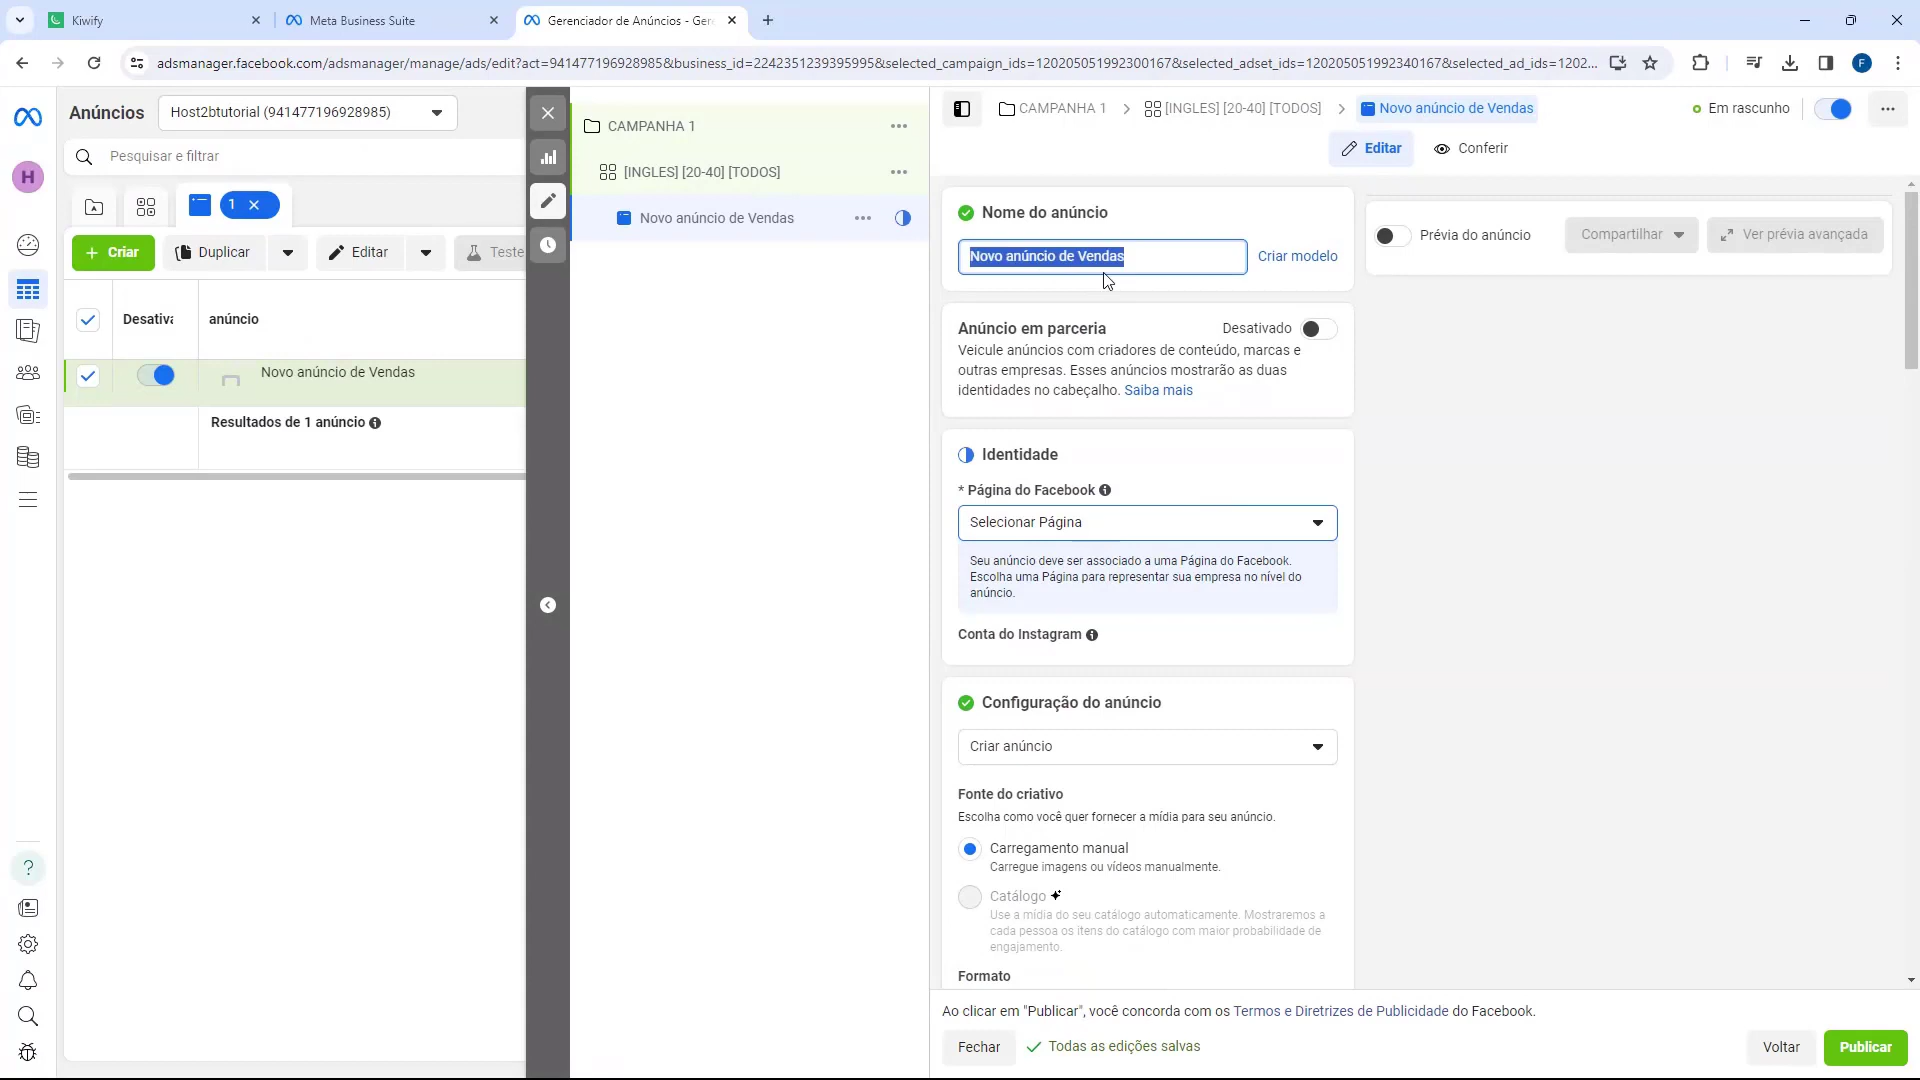 Kiwify
Meta Business Suite
Gerenciador de Anúncios - Gere
adsmanager.facebook.com/adsmanager/manage/ads/edit?act=941477196928985&business_id=2242351239395995&selected_campaign_ids=120205051992300167&selected_adset_ids=120205051992340167&selected_ad_ids=1202...
F
Anúncios
Host2btutorial (941477196928985)
Pesquisar e filtrar
H
1
Criar
Duplicar
Editar
Teste
Desativa
anúncio
Novo anúncio de Vendas
Resultados de 1 anúncio
CAMPANHA 1
[INGLES] [20-40] [TODOS]
Novo anúncio de Vendas
CAMPANHA 1
[INGLES] [20-40] [TODOS]
Novo anúncio de Vendas
Em rascunho
Editar
Conferir
Nome do anúncio
Novo anúncio de Vendas
Criar modelo
Anúncio em parceria
Desativado
Veicule anúncios com criadores de conteúdo, marcas e
outras empresas. Esses anúncios mostrarão as duas
identidades no cabeçalho. Saiba mais
Identidade
* Página do Facebook
Selecionar Página
Seu anúncio deve ser associado a uma Página do Facebook.
Escolha uma Página para representar sua empresa no nível do
anúncio.
Conta do Instagram
Configuração do anúncio
Criar anúncio
Fonte do criativo
Escolha como você quer fornecer a mídia para seu anúncio.
Carregamento manual
Carregue imagens ou vídeos manualmente.
Catálogo
Use a mídia do seu catálogo automaticamente. Mostraremos a
cada pessoa os itens do catálogo com maior probabilidade de
engajamento.
Formato
Prévia do anúncio
Compartilhar
Ver prévia avançada
Ao clicar em "Publicar", você concorda com os Termos e Diretrizes de Publicidade do Facebook.
Fechar
Todas as edições salvas
Voltar
Publicar